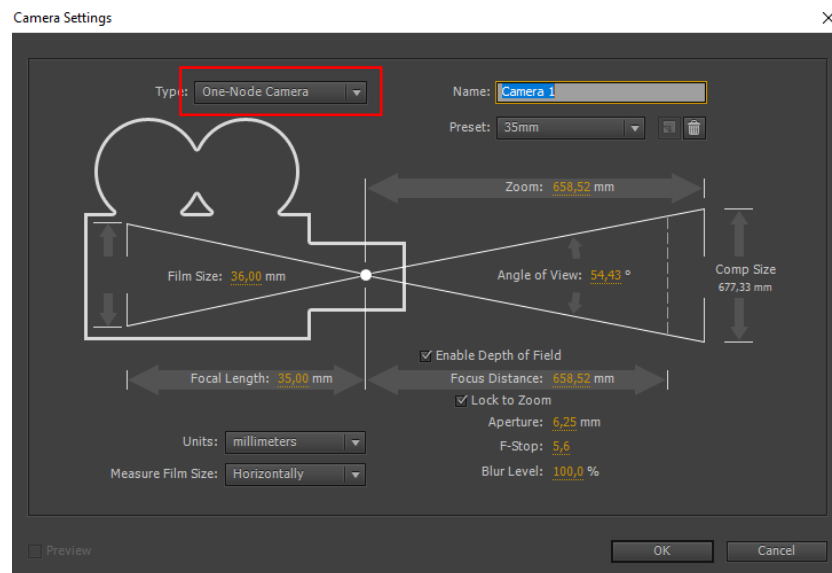 Camera Settings
Type: One-Node Camera
Name: Camera 1
Preset: 35mm
Zoom: 658,52 mm
Film Size: 36,00 mm
Angle of View: 54,43 °
Comp Size
677,33 mm
Enable Depth of Field
Focal Length: 35,00 mm
Focus Distance: 658,52 mm
Lock to Zoom
Aperture: 6,25 mm
Units: millimeters
F-Stop: 5,6
Measure Film Size: Horizontally
Blur Level: 100,0 %
Preview
OK
Cancel